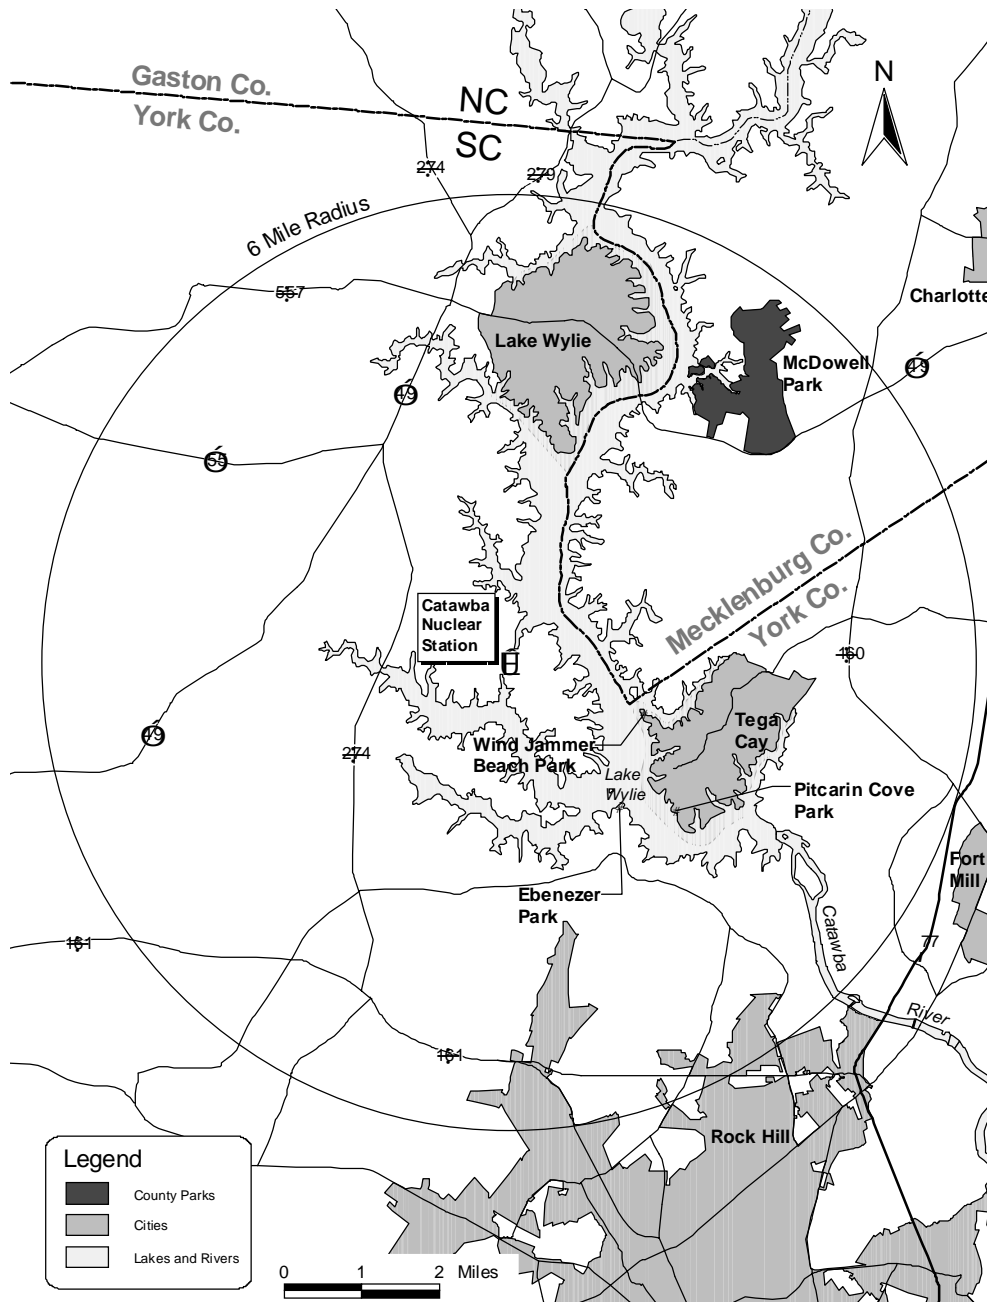 N
Gaston Co.
York Co.
NC
SC
274
279
6 Mile Radius
557
Charlotte
Lake Wylie
McDowell
Park
49
49
55
Mecklenburg Co.
York Co.
Catawba
Nuclear
Station
160
Tega
Cay
49
274
Wind Jammer
Beach Park
Lake
Wylie
Pitcarin Cove
Park
Fort
Mill
Ebenezer
Park
Catawba
River
77
161
161
Rock Hill
Legend
County Parks
Cities
Lakes and Rivers
0 1 2 Miles